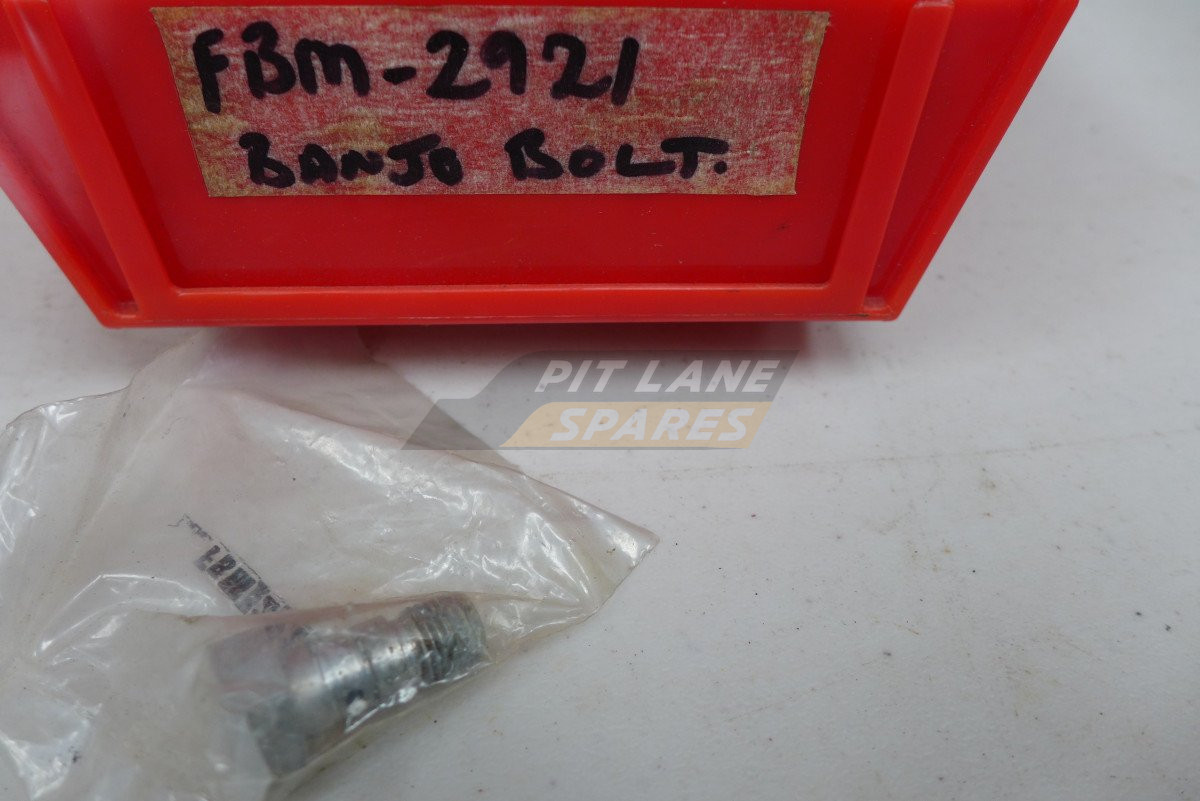 FBM-2921
BANJO BOLT.
PIT LANE
SPARES